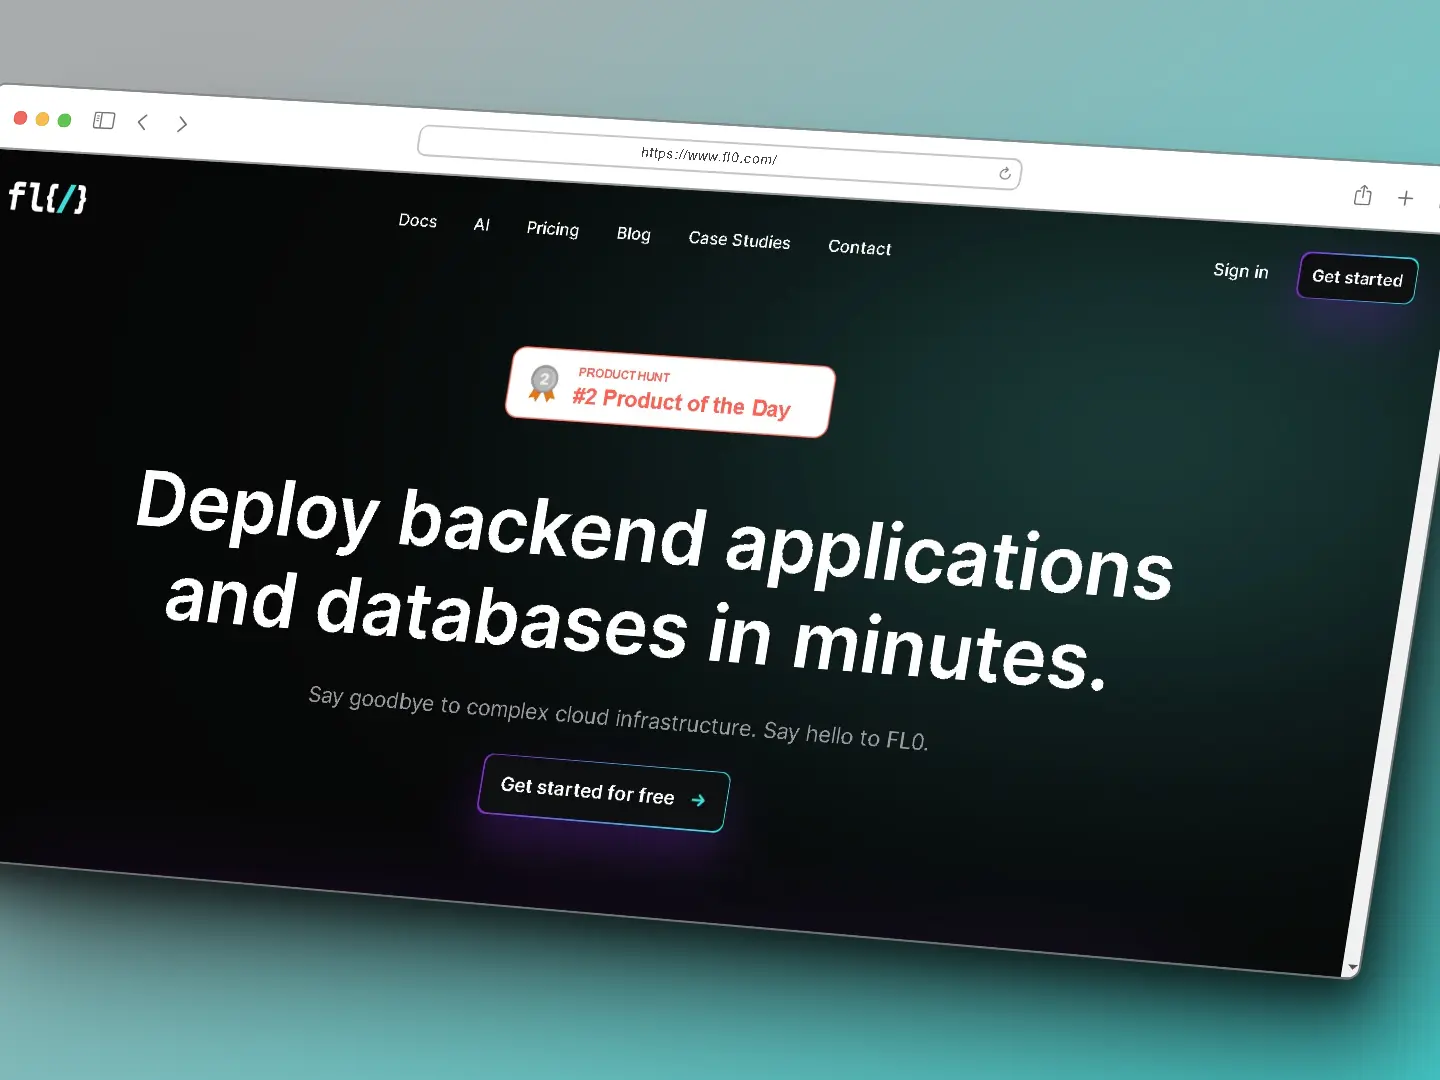 https://www.fl0.com/
fl{/}
Docs AI Pricing Blog Case Studies Contact
Sign in Get started
2
PRODUCT HUNT
#2 Product of the Day
Deploy backend applications
and databases in minutes.
Say goodbye to complex cloud infrastructure. Say hello to FL0.
Get started for free →